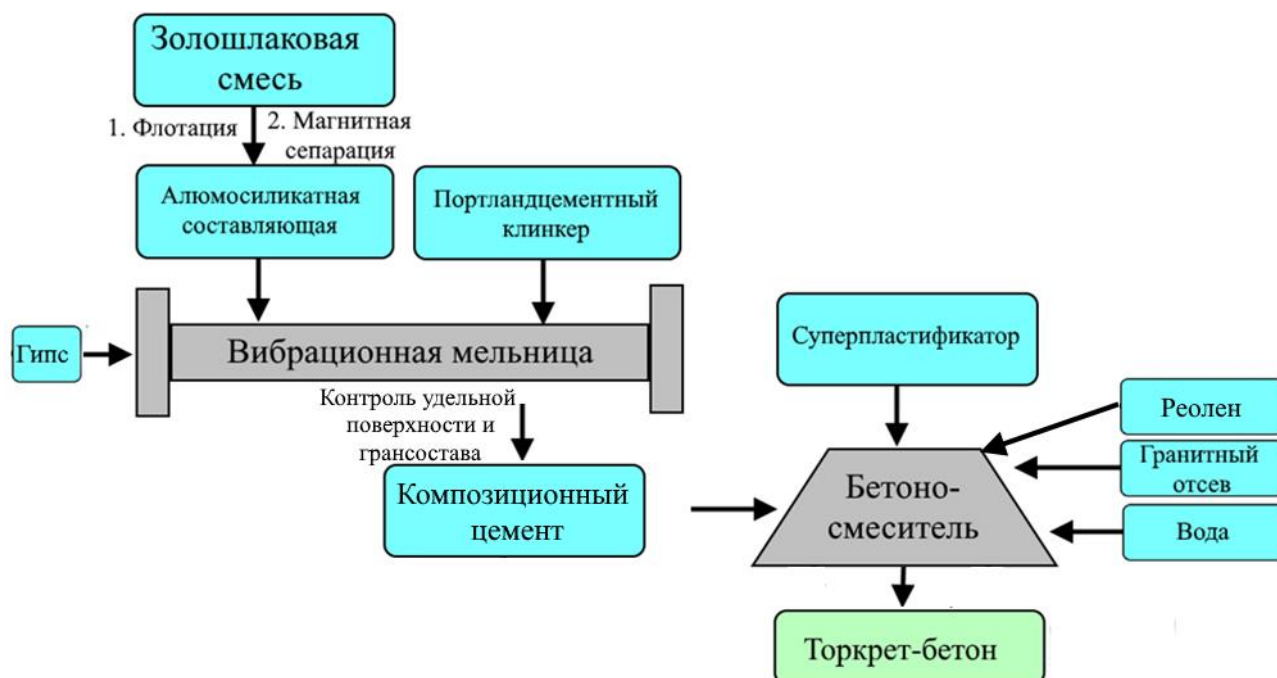 Золошлаковая
смесь
1. Флотация
2. Магнитная
сепарация
Алюмосиликатная
составляющая
Портландцементный
клинкер
Гипс
Вибрационная мельница
Контроль удельной
поверхности и
грансостава
Композиционный
цемент
Суперпластификатор
Реолен
Гранитный
отсев
Вода
Бетоно-
смеситель
Торкрет-бетон